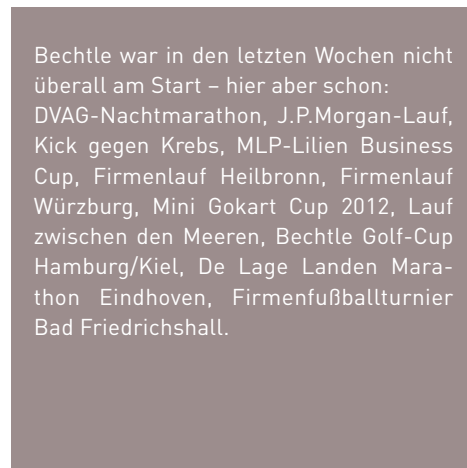 Bechtle war in den letzten Wochen nicht
überall am Start – hier aber schon:
DVAG-Nachtmarathon, J.P.Morgan-Lauf,
Kick gegen Krebs, MLP-Lilien Business
Cup, Firmenlauf Heilbronn, Firmenlauf
Würzburg, Mini Gokart Cup 2012, Lauf
zwischen den Meeren, Bechtle Golf-Cup
Hamburg/Kiel, De Lage Landen Mara-
thon Eindhoven, Firmenfußballturnier
Bad Friedrichshall.